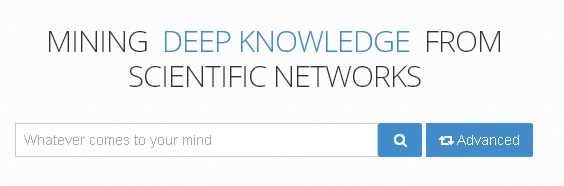 MINING DEEP KNOWLEDGE FROM
SCIENTIFIC NETWORKS
Whatever comes to your mind
Advanced